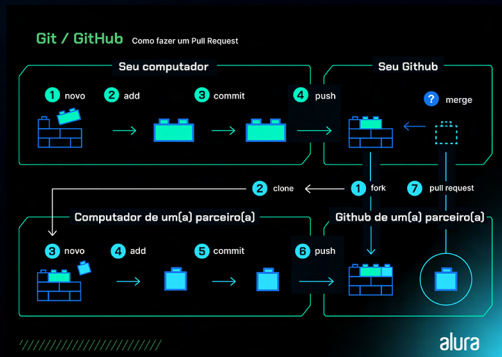 Git / GitHub Como fazer um Pull Request
Seu computador
Seu Github
1 novo
2 add
3 commit
4 push
? merge
2 clone
1 fork
7 pull request
Computador de um(a) parceiro(a)
Github de um(a) parceiro(a)
3 novo
4 add
5 commit
6 push
alura